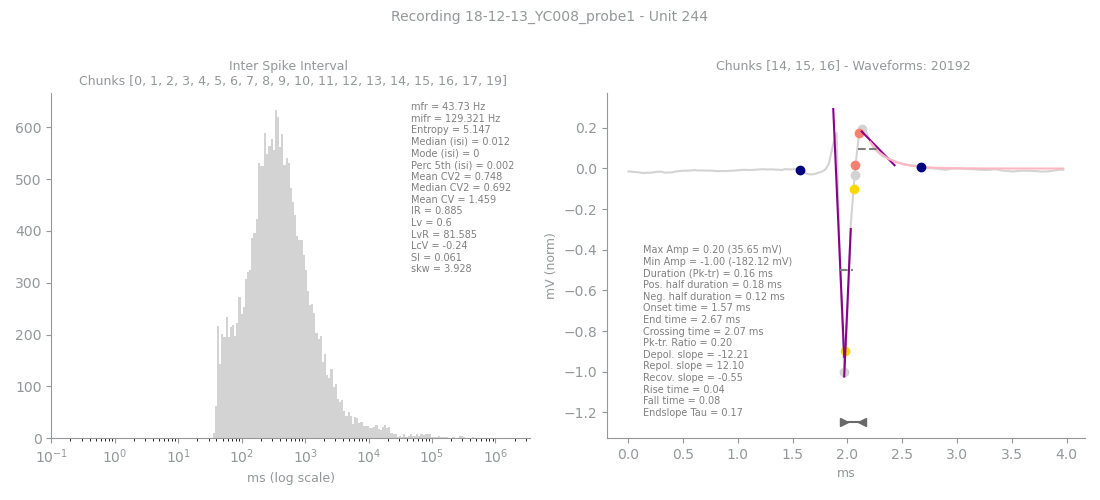 Recording 18-12-13_YC008_probe1 - Unit 244
Inter Spike Interval
Chunks [0, 1, 2, 3, 4, 5, 6, 7, 8, 9, 10, 11, 12, 13, 14, 15, 16, 17, 19]
mfr = 43.73 Hz
mifr = 129.321 Hz
Entropy = 5.147
Median (isi) = 0.012
Mode (isi) = 0
Perc 5th (isi) = 0.002
Mean CV2 = 0.748
Median CV2 = 0.692
Mean CV = 1.459
IR = 0.885
Lv = 0.6
LvR = 81.585
LcV = -0.24
SI = 0.061
skw = 3.928
600
500
400
300
200
100
0
10⁻¹ 10⁰ 10¹ 10² 10³ 10⁴ 10⁵ 10⁶
ms (log scale)
Chunks [14, 15, 16] - Waveforms: 20192
mV (norm)
0.2
0.0
−0.2
−0.4
−0.6
−0.8
−1.0
−1.2
Max Amp = 0.20 (35.65 mV)
Min Amp = -1.00 (-182.12 mV)
Duration (Pk-tr) = 0.16 ms
Pos. half duration = 0.18 ms
Neg. half duration = 0.12 ms
Onset time = 1.57 ms
End time = 2.67 ms
Crossing time = 2.07 ms
Pk-tr. Ratio = 0.20
Depol. slope = -12.21
Repol. slope = 12.10
Recov. slope = -0.55
Rise time = 0.04
Fall time = 0.08
Endslope Tau = 0.17
0.0 0.5 1.0 1.5 2.0 2.5 3.0 3.5 4.0
ms